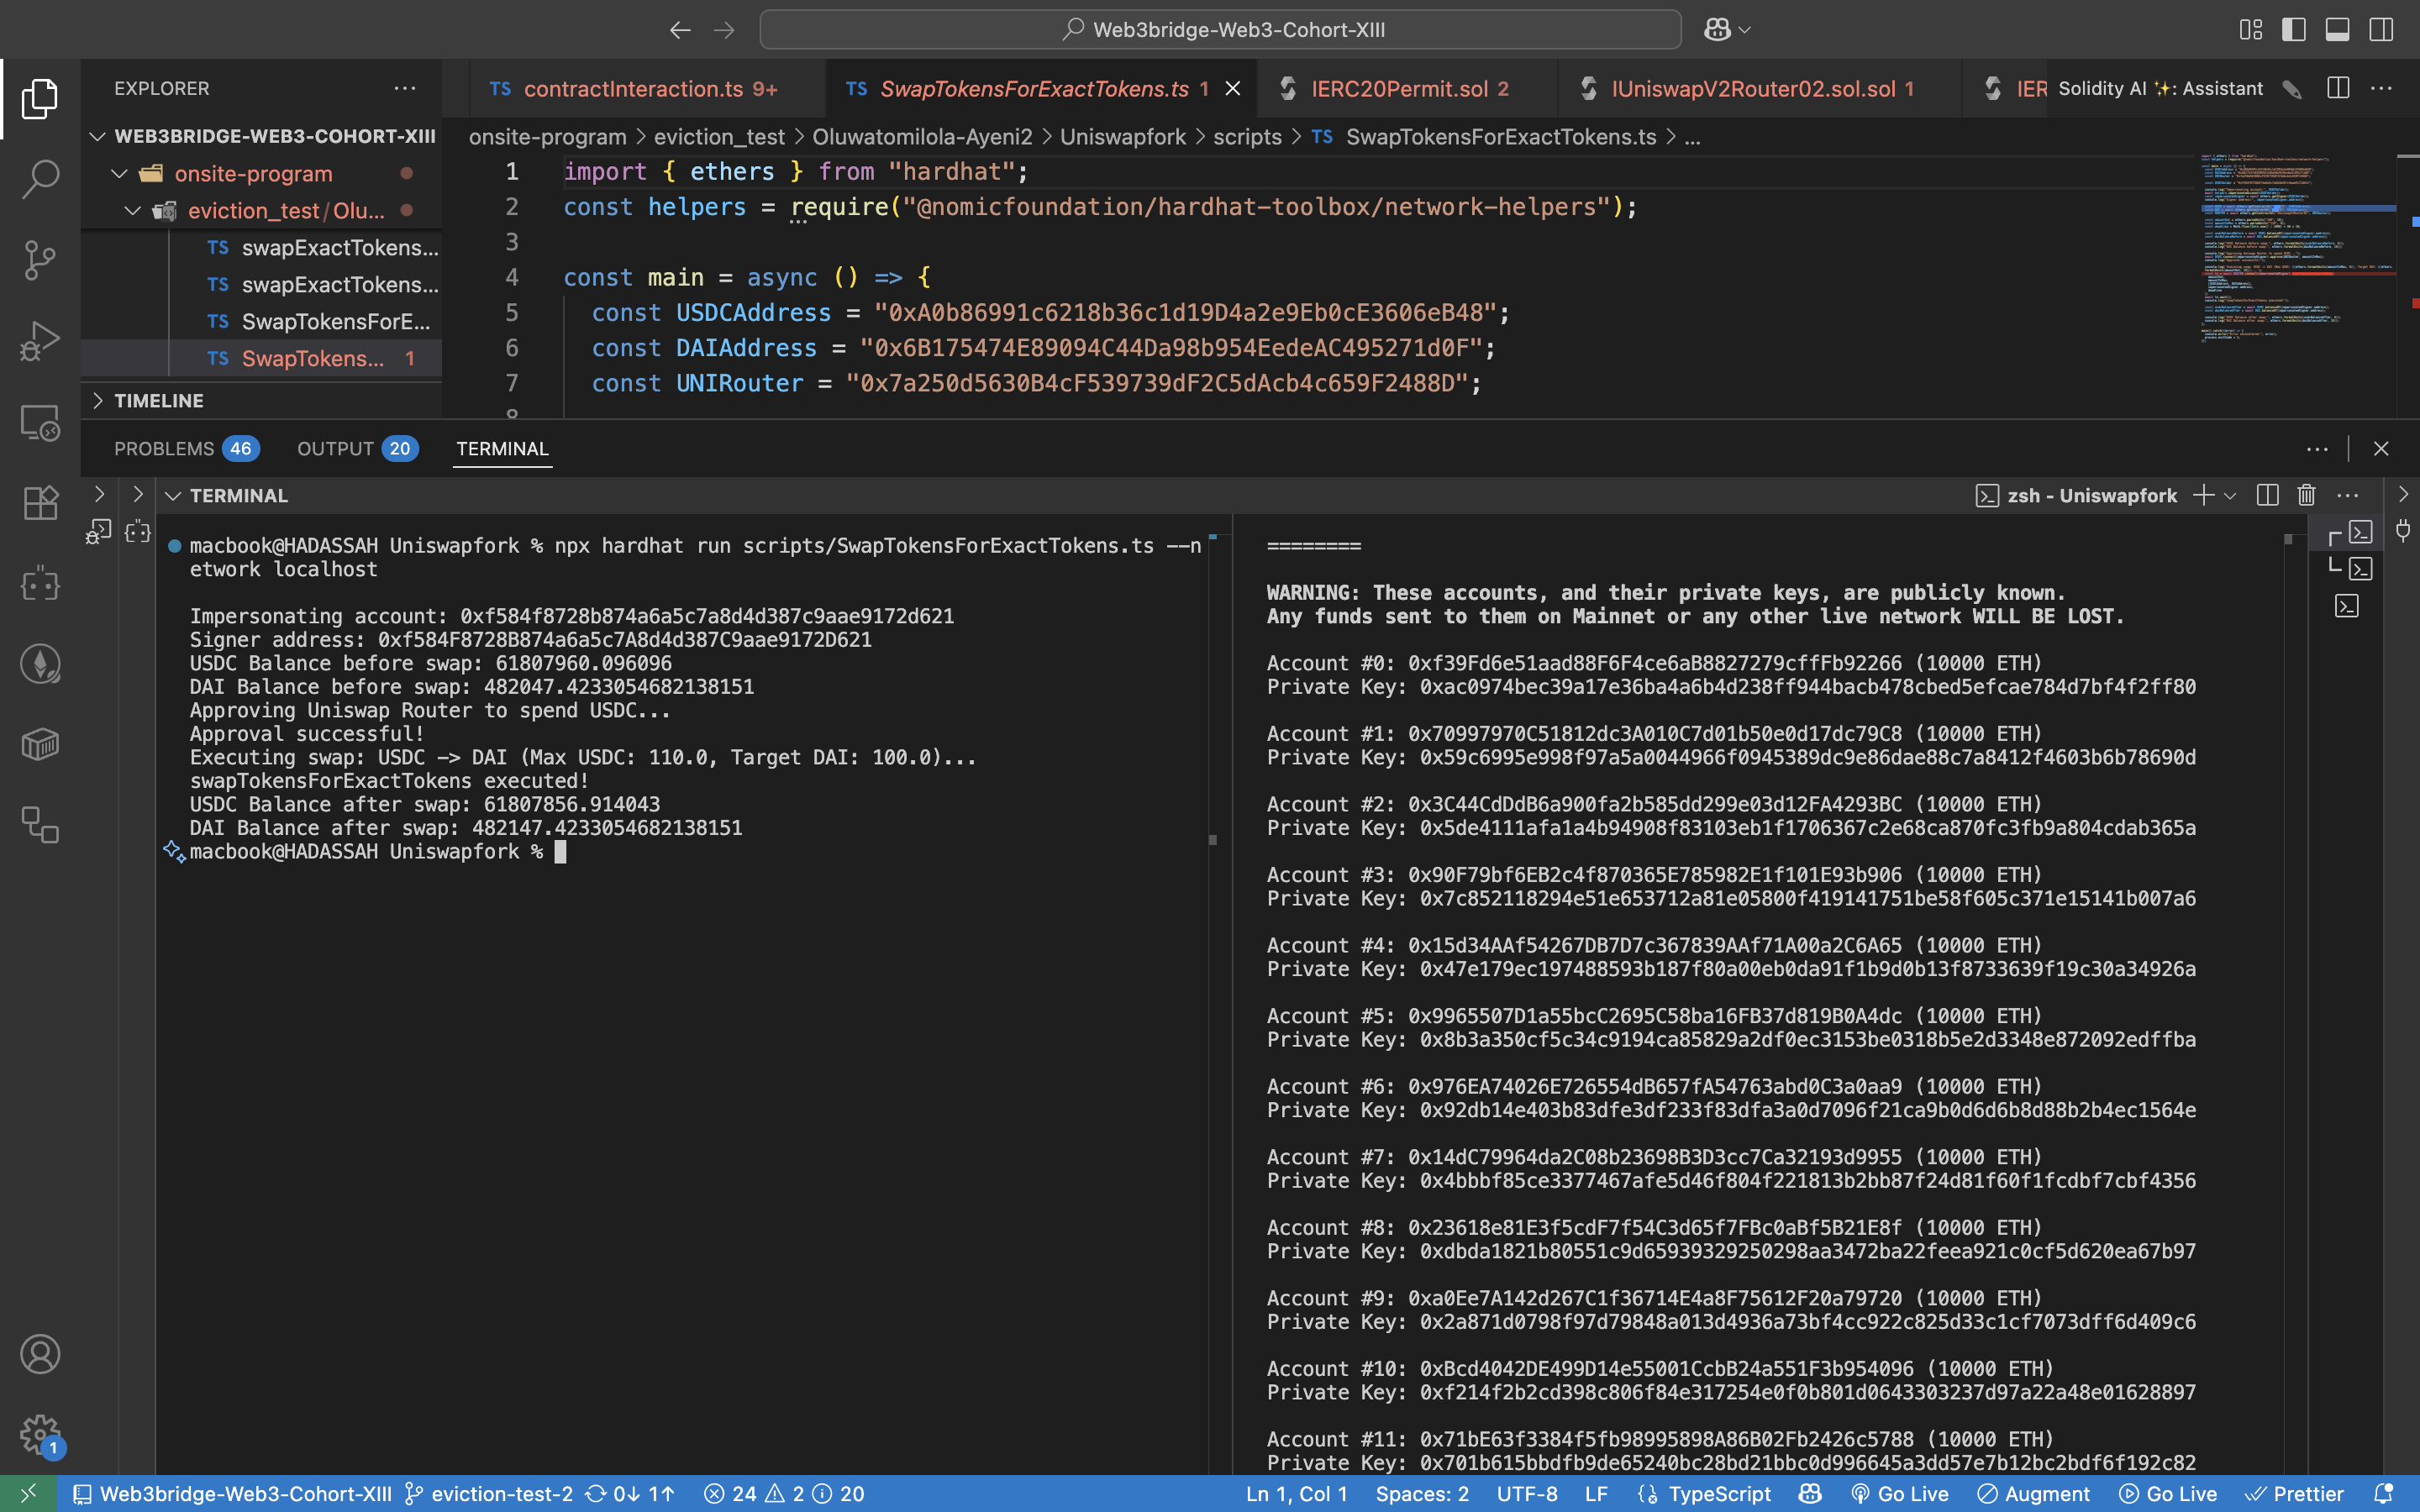 Web3bridge-Web3-Cohort-XIII
EXPLORER
WEB3BRIDGE-WEB3-COHORT-XIII
onsite-program
eviction_test/Olu...
TS swapExactTokens...
TS swapExactTokens...
TS SwapTokensForE...
TS SwapTokens... 1
TIMELINE
TS contractInteraction.ts 9+
TS SwapTokensForExactTokens.ts 1
IERC20Permit.sol 2
IUniswapV2Router02.sol.sol 1
IER
Solidity AI ✨: Assistant
onsite-program > eviction_test > Oluwatomilola-Ayeni2 > Uniswapfork > scripts > TS SwapTokensForExactTokens.ts > ...
1 import { ethers } from "hardhat";
2 const helpers = require("@nomicfoundation/hardhat-toolbox/network-helpers");
3
4 const main = async () => {
5 const USDCAddress = "0xA0b86991c6218b36c1d19D4a2e9Eb0cE3606eB48";
6 const DAIAddress = "0x6B175474E89094C44Da98b954EedeAC495271d0F";
7 const UNIRouter = "0x7a250d5630B4cF539739dF2C5dAcb4c659F2488D";
8
PROBLEMS 46 OUTPUT 20 TERMINAL
TERMINAL
zsh - Uniswapfork
macbook@HADASSAH Uniswapfork % npx hardhat run scripts/SwapTokensForExactTokens.ts --n
etwork localhost
Impersonating account: 0xf584f8728b874a6a5c7a8d4d387c9aae9172d621
Signer address: 0xf584F8728B874a6a5c7A8d4d387C9aae9172D621
USDC Balance before swap: 61807960.096096
DAI Balance before swap: 482047.4233054682138151
Approving Uniswap Router to spend USDC...
Approval successful!
Executing swap: USDC -> DAI (Max USDC: 110.0, Target DAI: 100.0)...
swapTokensForExactTokens executed!
USDC Balance after swap: 61807856.914043
DAI Balance after swap: 482147.4233054682138151
macbook@HADASSAH Uniswapfork %
========
WARNING: These accounts, and their private keys, are publicly known.
Any funds sent to them on Mainnet or any other live network WILL BE LOST.
Account #0: 0xf39Fd6e51aad88F6F4ce6aB8827279cffFb92266 (10000 ETH)
Private Key: 0xac0974bec39a17e36ba4a6b4d238ff944bacb478cbed5efcae784d7bf4f2ff80
Account #1: 0x70997970C51812dc3A010C7d01b50e0d17dc79C8 (10000 ETH)
Private Key: 0x59c6995e998f97a5a0044966f0945389dc9e86dae88c7a8412f4603b6b78690d
Account #2: 0x3C44CdDdB6a900fa2b585dd299e03d12FA4293BC (10000 ETH)
Private Key: 0x5de4111afa1a4b94908f83103eb1f1706367c2e68ca870fc3fb9a804cdab365a
Account #3: 0x90F79bf6EB2c4f870365E785982E1f101E93b906 (10000 ETH)
Private Key: 0x7c852118294e51e653712a81e05800f419141751be58f605c371e15141b007a6
Account #4: 0x15d34AAf54267DB7D7c367839AAf71A00a2C6A65 (10000 ETH)
Private Key: 0x47e179ec197488593b187f80a00eb0da91f1b9d0b13f8733639f19c30a34926a
Account #5: 0x9965507D1a55bcC2695C58ba16FB37d819B0A4dc (10000 ETH)
Private Key: 0x8b3a350cf5c34c9194ca85829a2df0ec3153be0318b5e2d3348e872092edffba
Account #6: 0x976EA74026E726554dB657fA54763abd0C3a0aa9 (10000 ETH)
Private Key: 0x92db14e403b83dfe3df233f83dfa3a0d7096f21ca9b0d6d6b8d88b2b4ec1564e
Account #7: 0x14dC79964da2C08b23698B3D3cc7Ca32193d9955 (10000 ETH)
Private Key: 0x4bbbf85ce3377467afe5d46f804f221813b2bb87f24d81f60f1fcdbf7cbf4356
Account #8: 0x23618e81E3f5cdF7f54C3d65f7FBc0aBf5B21E8f (10000 ETH)
Private Key: 0xdbda1821b80551c9d65939329250298aa3472ba22feea921c0cf5d620ea67b97
Account #9: 0xa0Ee7A142d267C1f36714E4a8F75612F20a79720 (10000 ETH)
Private Key: 0x2a871d0798f97d79848a013d4936a73bf4cc922c825d33c1cf7073dff6d409c6
Account #10: 0xBcd4042DE499D14e55001CcbB24a551F3b954096 (10000 ETH)
Private Key: 0xf214f2b2cd398c806f84e317254e0f0b801d0643303237d97a22a48e01628897
Account #11: 0x71bE63f3384f5fb98995898A86B02Fb2426c5788 (10000 ETH)
Private Key: 0x701b615bbdfb9de65240bc28bd21bbc0d996645a3dd57e7b12bc2bdf6f192c82
1
Web3bridge-Web3-Cohort-XIII eviction-test-2 0↓ 1↑ 24 2 20
Ln 1, Col 1 Spaces: 2 UTF-8 LF TypeScript Go Live Augment Go Live Prettier